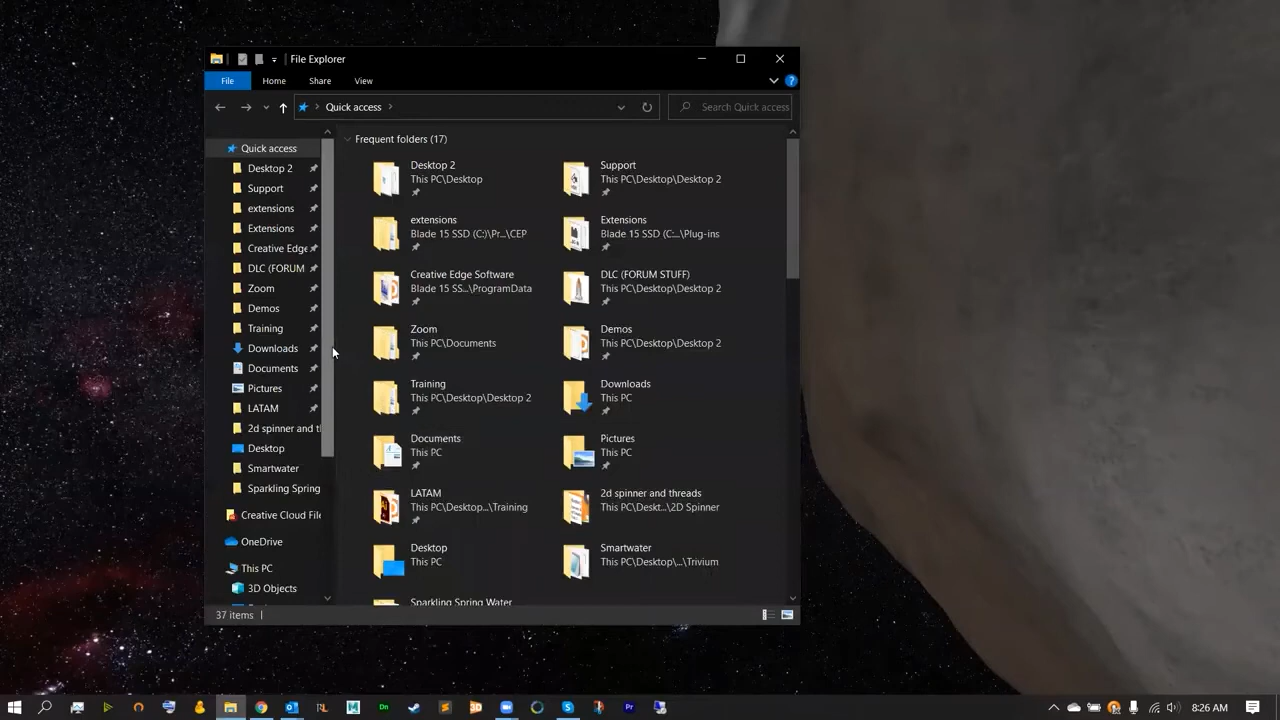 File Explorer
File Home Share View
Quick access
Search Quick access
Quick access
Desktop 2
Support
extensions
Extensions
Creative Edge
DLC (FORUM
Zoom
Demos
Training
Downloads
Documents
Pictures
LATAM
2d spinner and th
Desktop
Smartwater
Sparkling Spring
Creative Cloud File
OneDrive
This PC
3D Objects
Frequent folders (17)
Desktop 2
This PC\Desktop
Support
This PC\Desktop\Desktop 2
extensions
Blade 15 SSD (C:)\Pr...\CEP
Extensions
Blade 15 SSD (C:...\Plug-ins
Creative Edge Software
Blade 15 SS...\ProgramData
DLC (FORUM STUFF)
This PC\Desktop\Desktop 2
Zoom
This PC\Documents
Demos
This PC\Desktop\Desktop 2
Training
This PC\Desktop\Desktop 2
Downloads
This PC
Documents
This PC
Pictures
This PC
LATAM
This PC\Desktop...\Training
2d spinner and threads
This PC\Deskt...\2D Spinner
Desktop
This PC
Smartwater
This PC\Desktop\...\Trivium
Sparkling Spring Water
37 items
Dn
Pr
8:26 AM